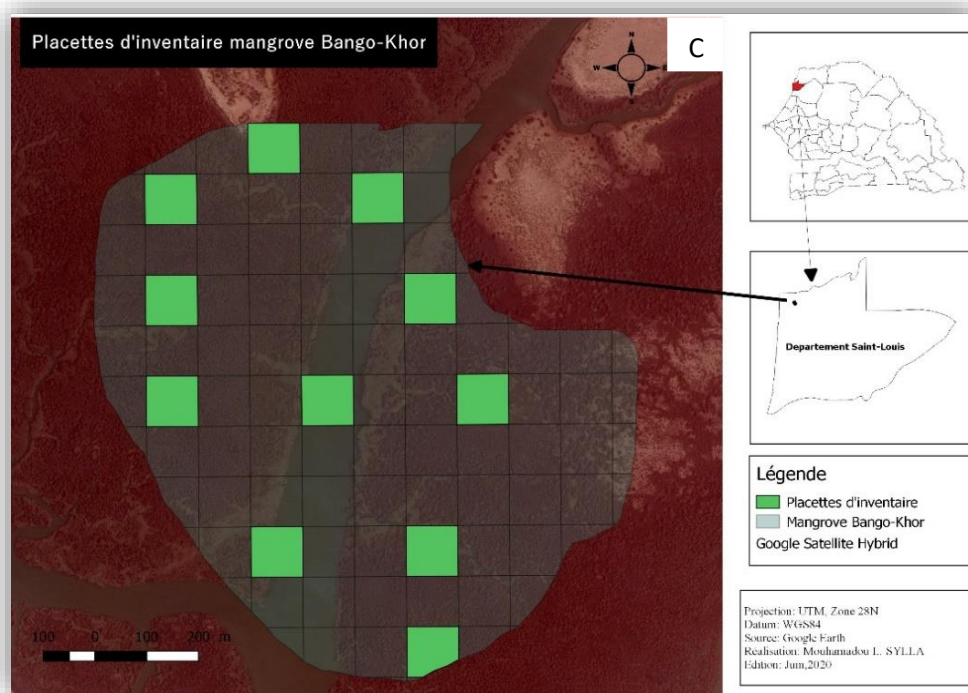 Placettes d'inventaire mangrove Bango-Khor
C
N
W
S
Departement Saint-Louis
Légende
Placettes d'inventaire
Mangrove Bango-Khor
Google Satellite Hybrid
100 0 100 200 m
Projection: UTM, Zone 28N
Datum: WGS84
Source: Google Earth
Realisation: Mouhamadou L. SYLLA
Edition: Juin,2020